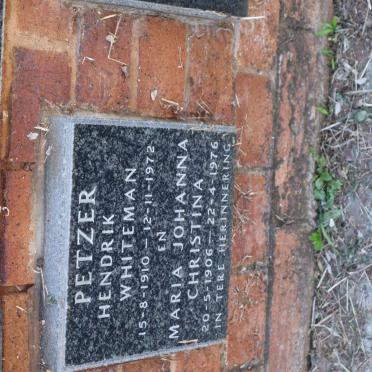 PETZER
HENDRIK
WHITEMAN
15-8-1910 – 12-11-1972
EN
MARIA JOHANNA
CHRISTINA
20-5-1906 – 22-4-1976
IN TERE HERINNERING